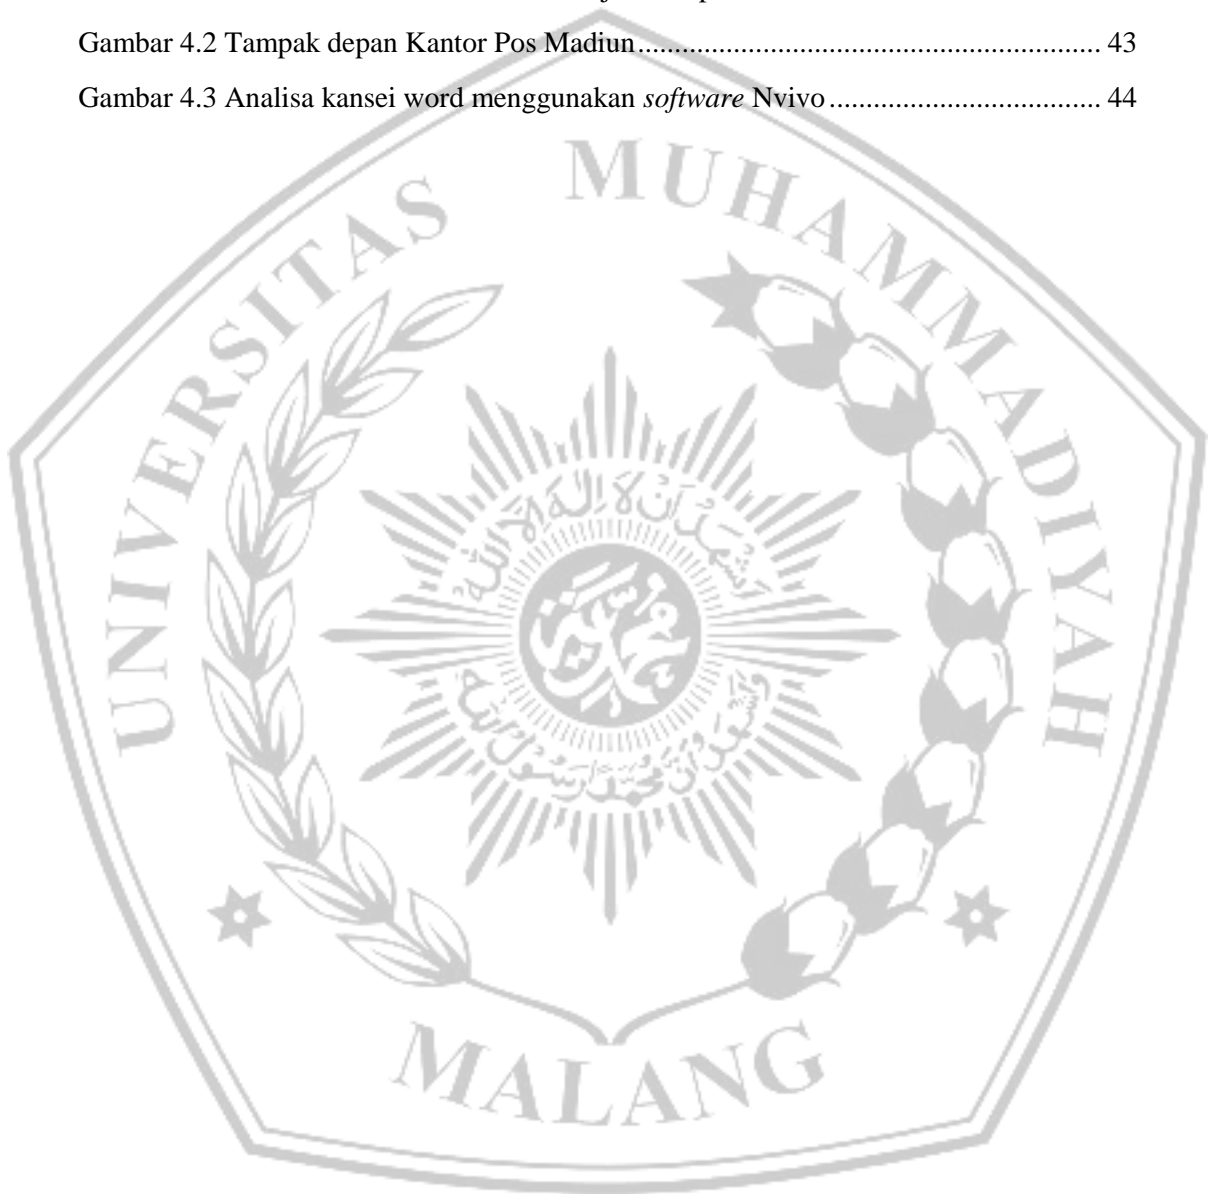 Gambar 4.2 Tampak depan Kantor Pos Madiun............................................................... 43
Gambar 4.3 Analisa kansei word menggunakan software Nvivo..................................... 44
UNIVERSITAS MUHAMMADIYAH
MALANG